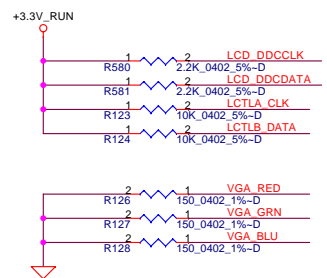 +3.3V_RUN
1 2 LCD_DDCCLK
R580 2.2K_0402_5%~D
1 2 LCD_DDCDATA
R581 2.2K_0402_5%~D
1 2 LCTLA_CLK
R123 10K_0402_5%~D
1 2 LCTLB_DATA
R124 10K_0402_5%~D
2 1 VGA_RED
R126 150_0402_1%~D
2 1 VGA_GRN
R127 150_0402_1%~D
2 1 VGA_BLU
R128 150_0402_1%~D